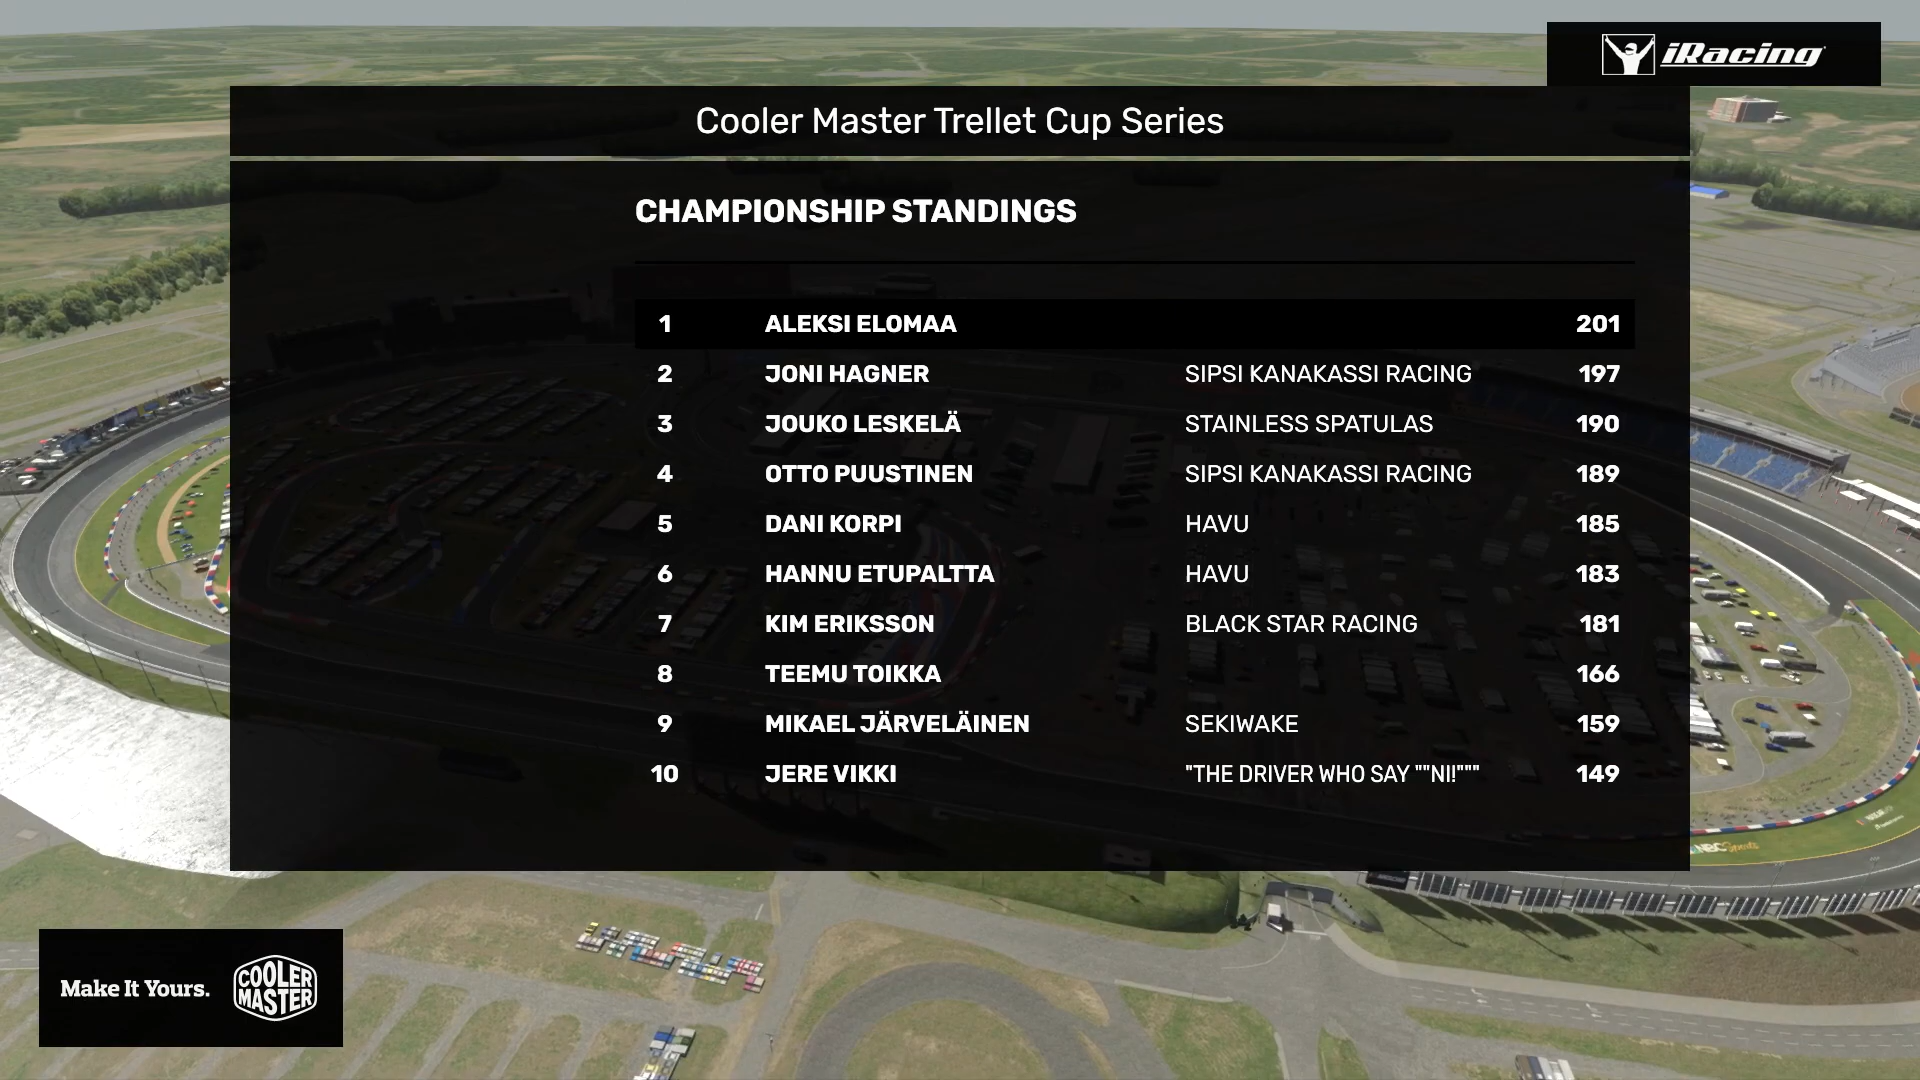 iRacing
Cooler Master Trellet Cup Series
CHAMPIONSHIP STANDINGS
1 ALEKSI ELOMAA 201
2 JONI HAGNER SIPSI KANAKASSI RACING 197
3 JOUKO LESKELÄ STAINLESS SPATULAS 190
4 OTTO PUUSTINEN SIPSI KANAKASSI RACING 189
5 DANI KORPI HAVU 185
6 HANNU ETUPALTTA HAVU 183
7 KIM ERIKSSON BLACK STAR RACING 181
8 TEEMU TOIKKA 166
9 MIKAEL JÄRVELÄINEN SEKIWAKE 159
10 JERE VIKKI "THE DRIVER WHO SAY ""NI!""" 149
NBC Sports
Make It Yours.
COOLER
MASTER